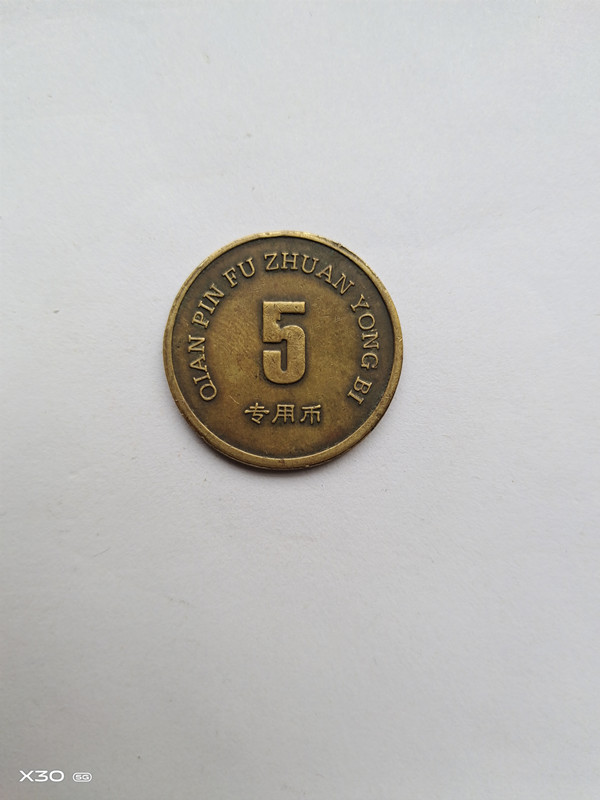 QIAN PIN FU ZHUAN YONG BI
5
专用币
X30 5G